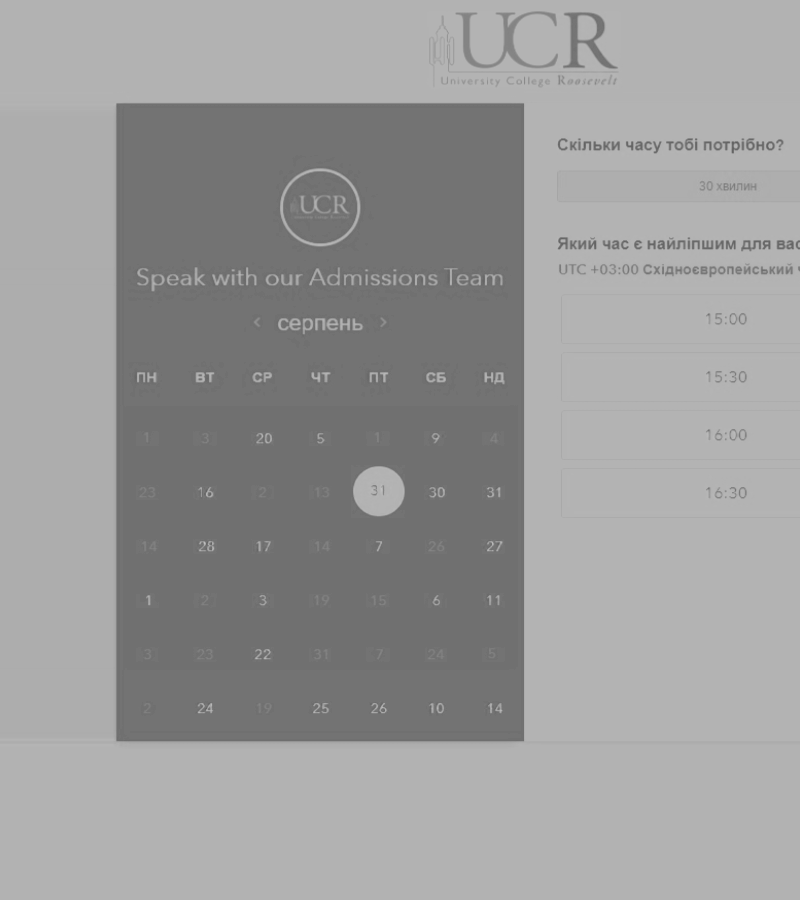 UCR
University College Roosevelt
UCR
Speak with our Admissions Team
< серпень >
ПН ВТ СР ЧТ ПТ СБ НД
1 3 20 5 1 9 4
23 16 2 13 31 30 31
14 28 17 14 7 26 27
1 2 3 19 15 6 11
3 23 22 31 7 24 5
2 24 19 25 26 10 14
Скільки часу тобі потрібно?
30 хвилин
Який час є найліпшим для вас
UTC +03:00 Східноєвропейський
15:00
15:30
16:00
16:30